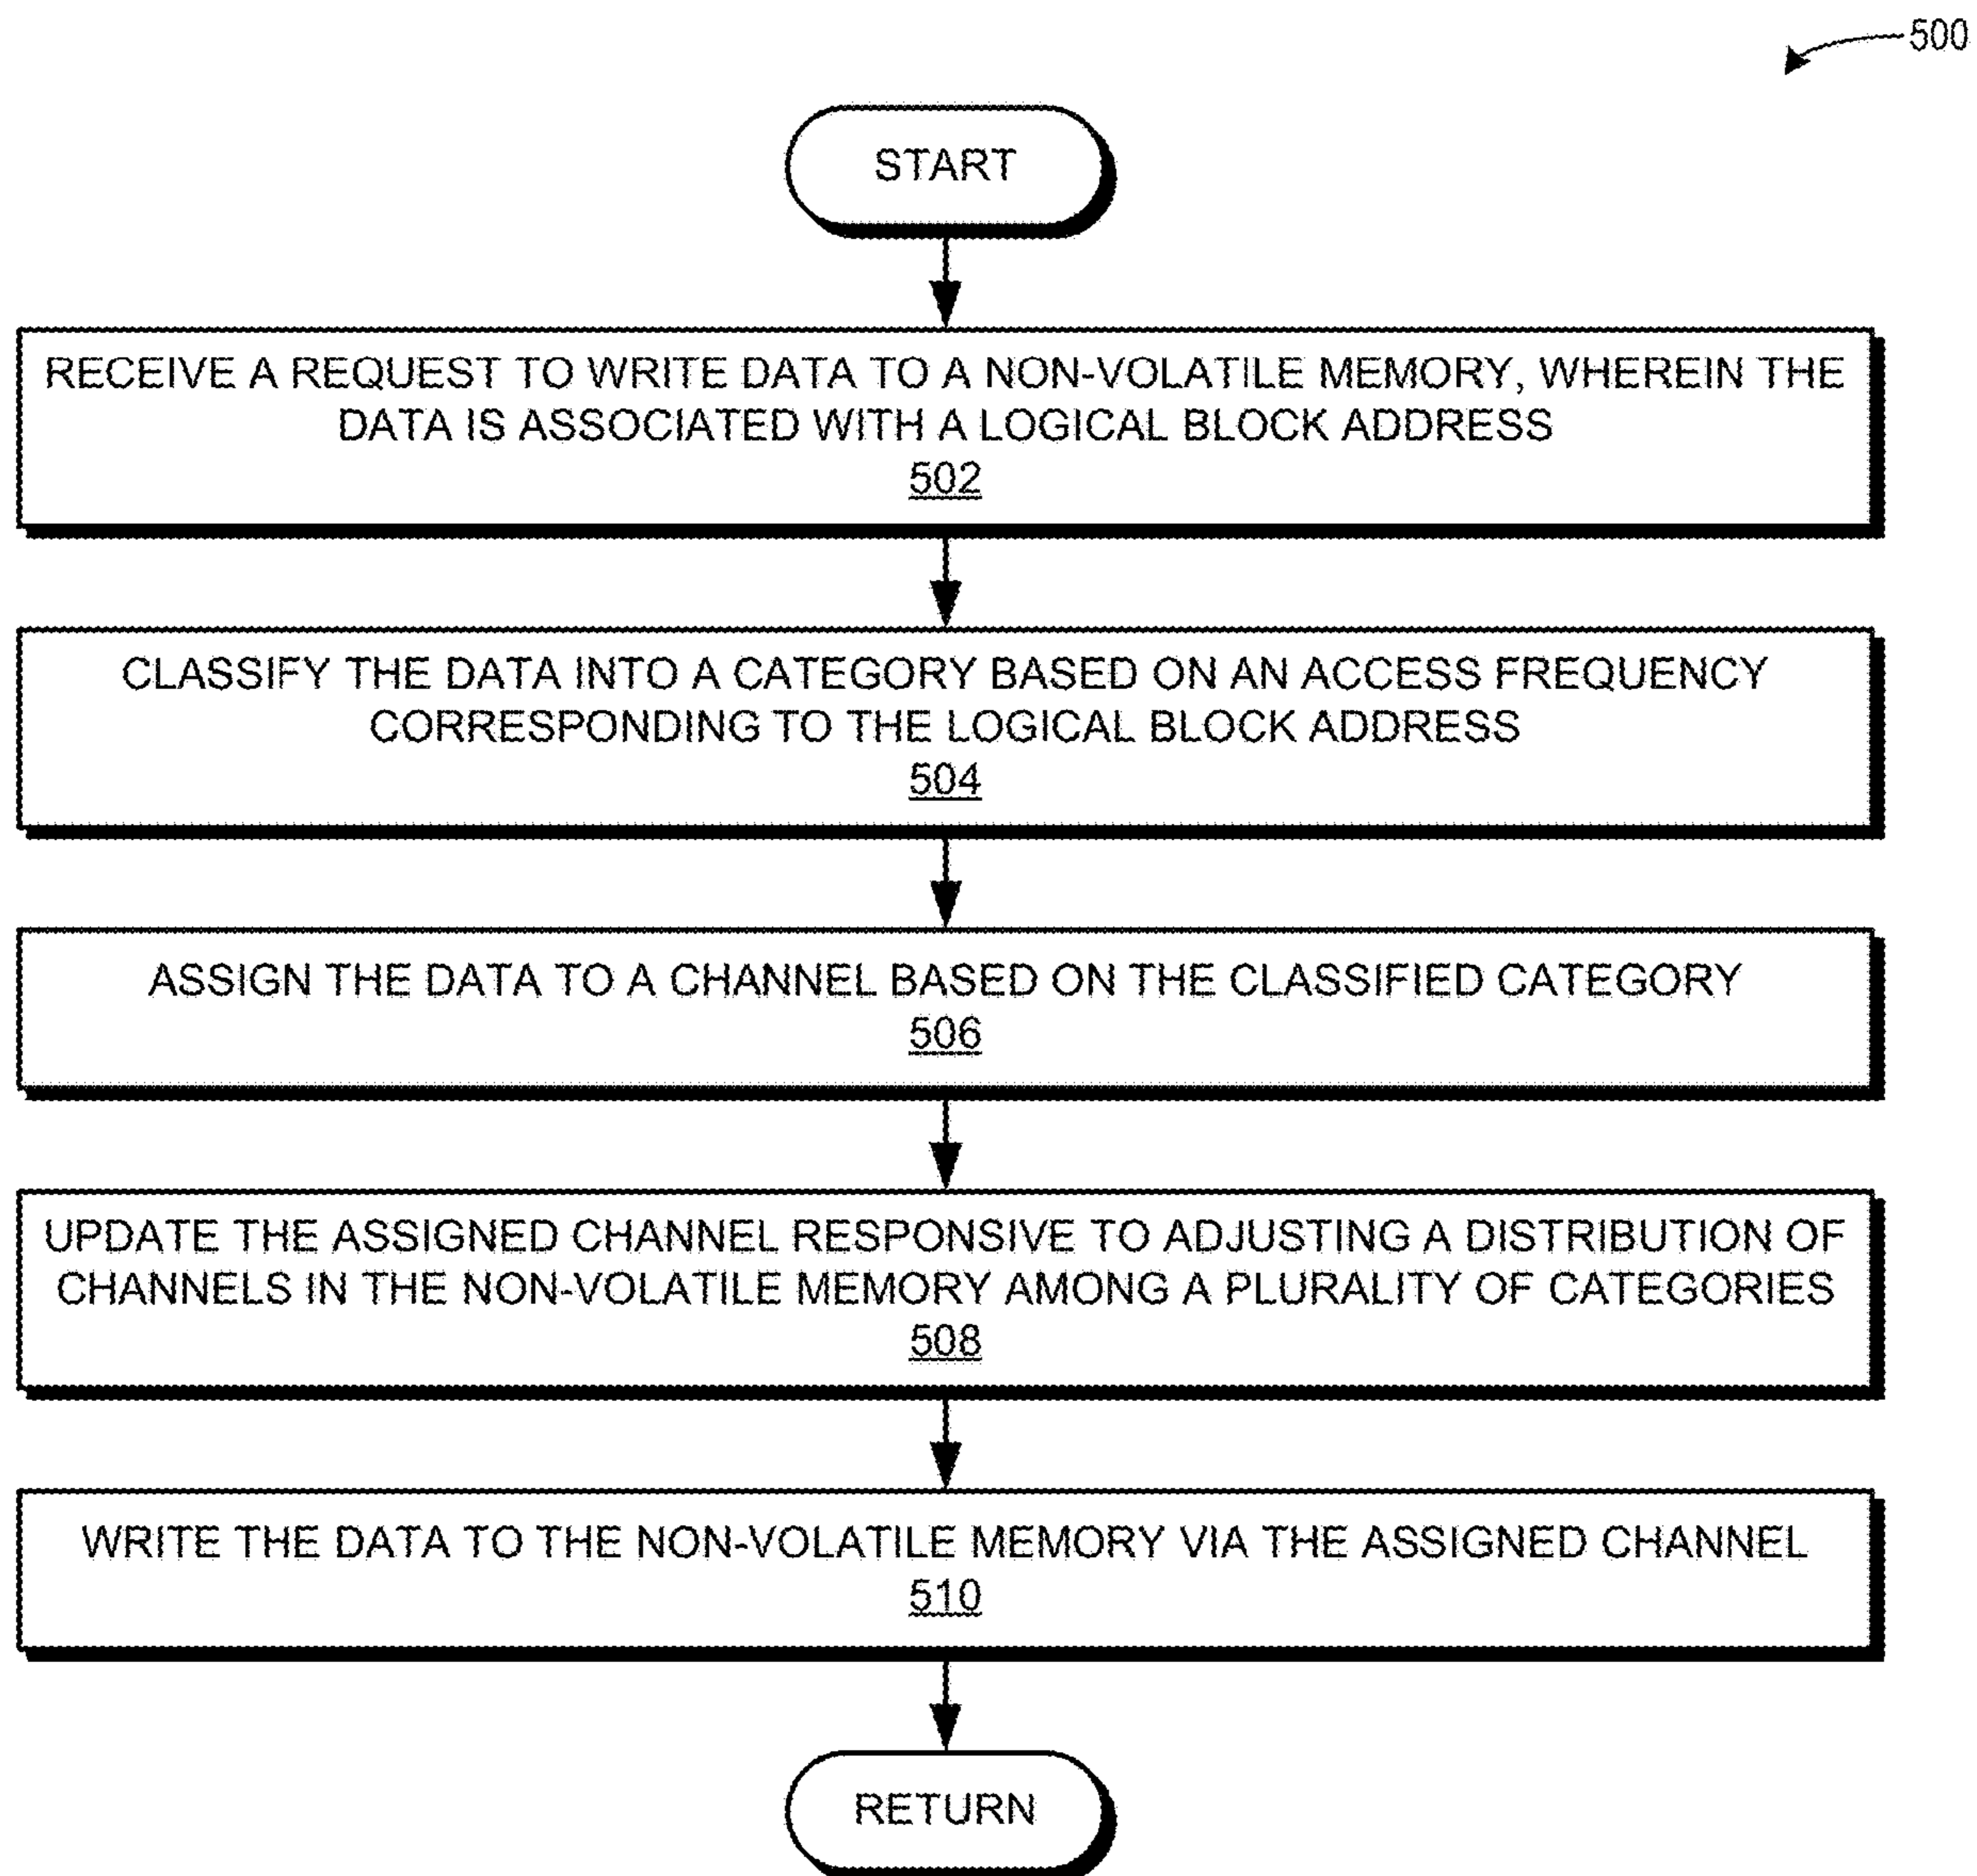 500
START
RECEIVE A REQUEST TO WRITE DATA TO A NON-VOLATILE MEMORY, WHEREIN THE
DATA IS ASSOCIATED WITH A LOGICAL BLOCK ADDRESS
502
CLASSIFY THE DATA INTO A CATEGORY BASED ON AN ACCESS FREQUENCY
CORRESPONDING TO THE LOGICAL BLOCK ADDRESS
504
ASSIGN THE DATA TO A CHANNEL BASED ON THE CLASSIFIED CATEGORY
506
UPDATE THE ASSIGNED CHANNEL RESPONSIVE TO ADJUSTING A DISTRIBUTION OF
CHANNELS IN THE NON-VOLATILE MEMORY AMONG A PLURALITY OF CATEGORIES
508
WRITE THE DATA TO THE NON-VOLATILE MEMORY VIA THE ASSIGNED CHANNEL
510
RETURN